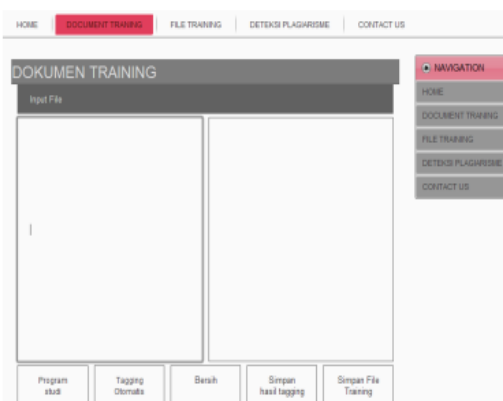 HOME DOCUMENT TRANING FILE TRAINING DETEKSI PLAGIARISME CONTACT US
DOKUMEN TRAINING
Input File
NAVIGATION
HOME
DOCUMENT TRANING
FILE TRAINING
DETEKSI PLAGIARISME
CONTACT US
Program
studi
Tagging
Otomatis
Bersih
Simpan
hasil tagging
Simpan File
Training